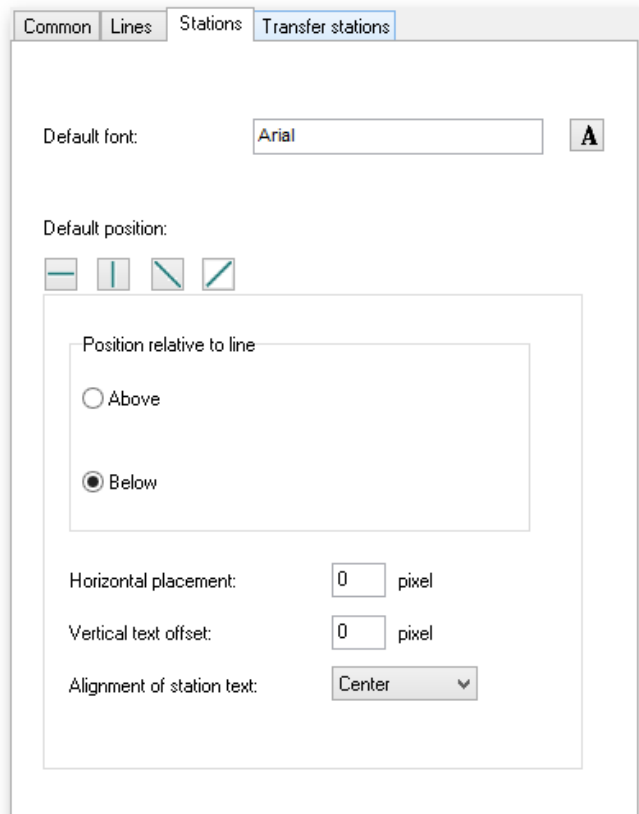 Common Lines Stations Transfer stations
Default font: Arial A
Default position:
Position relative to line
Above
Below
Horizontal placement: 0 pixel
Vertical text offset: 0 pixel
Alignment of station text: Center